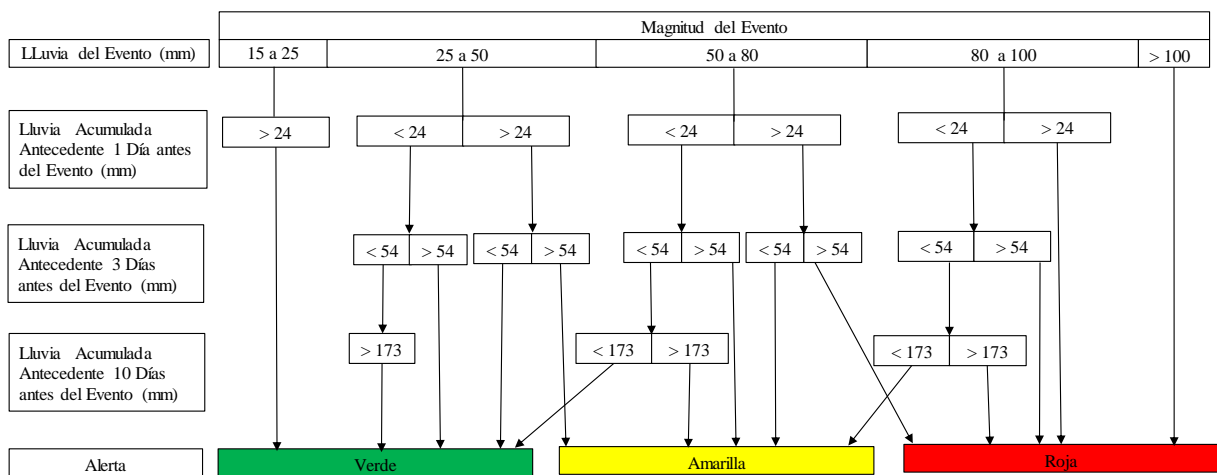 Magnitud del Evento
LLuvia del Evento (mm) 15 a 25 25 a 50 50 a 80 80 a 100 > 100
Lluvia Acumulada
Antecedente 1 Día antes
del Evento (mm)
> 24 < 24 > 24 < 24 > 24 < 24 > 24
Lluvia Acumulada
Antecedente 3 Días
antes del Evento (mm)
< 54 > 54 < 54 > 54 < 54 > 54 < 54 > 54 < 54 > 54
Lluvia Acumulada
Antecedente 10 Días
antes del Evento (mm)
> 173 < 173 > 173 < 173 > 173
Alerta Verde Amarilla Roja